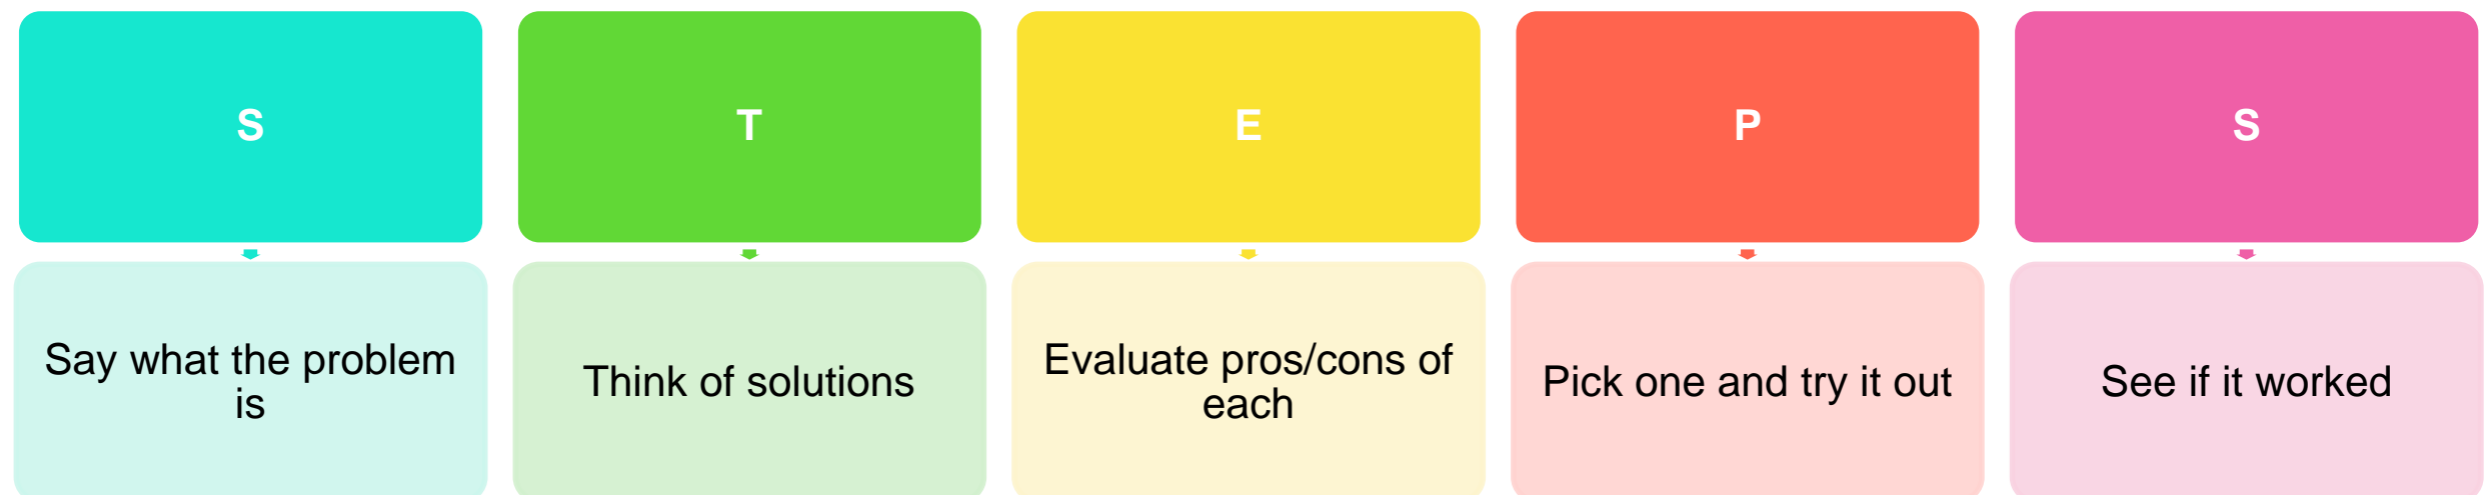 S
T
E
P
S
Say what the problem
is
Think of solutions
Evaluate pros/cons of
each
Pick one and try it out
See if it worked